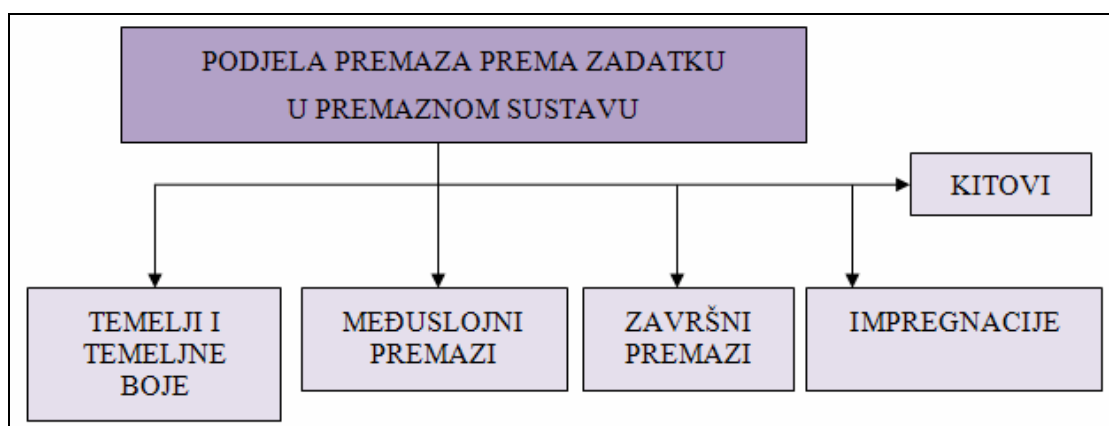 PODJELA PREMAZA PREMA ZADATKU
U PREMAZNOM SUSTAVU
KITOVI
TEMELJI I
TEMELJNE
BOJE
MEĐUSLOJNI
PREMAZI
ZAVRŠNI
PREMAZI
IMPREGNACIJE